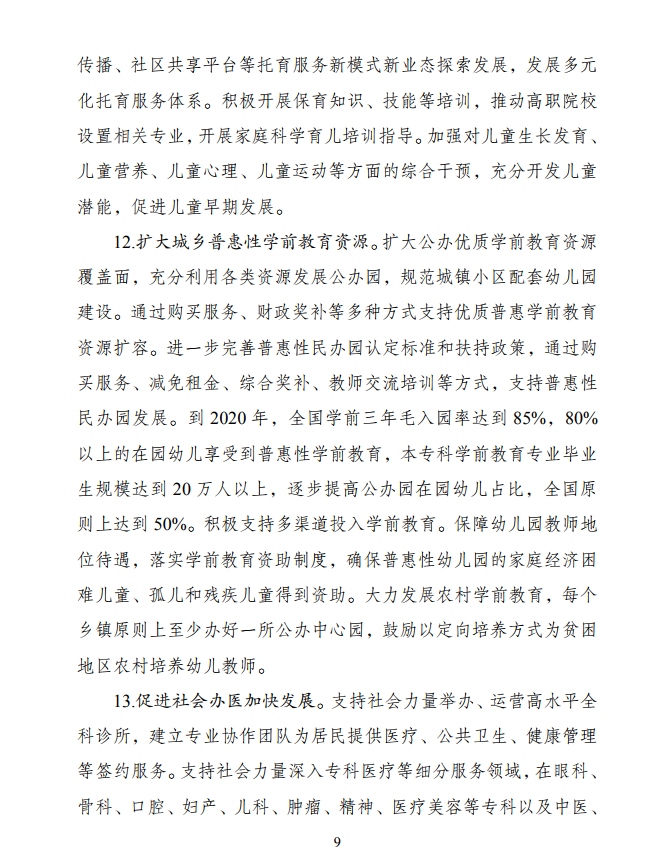 传播、社区共享平台等托育服务新模式新业态探索发展，发展多元
化托育服务体系。积极开展保育知识、技能等培训，推动高职院校
设置相关专业，开展家庭科学育儿培训指导。加强对儿童生长发育、
儿童营养、儿童心理、儿童运动等方面的综合干预，充分开发儿童
潜能，促进儿童早期发展。
12.扩大城乡普惠性学前教育资源。扩大公办优质学前教育资源
覆盖面，充分利用各类资源发展公办园，规范城镇小区配套幼儿园
建设。通过购买服务、财政奖补等多种方式支持优质普惠学前教育
资源扩容。进一步完善普惠性民办园认定标准和扶持政策，通过购
买服务、减免租金、综合奖补、教师交流培训等方式，支持普惠性
民办园发展。到 2020 年，全国学前三年毛入园率达到 85%，80%
以上的在园幼儿享受到普惠性学前教育，本专科学前教育专业毕业
生规模达到 20 万人以上，逐步提高公办园在园幼儿占比，全国原
则上达到 50%。积极支持多渠道投入学前教育。保障幼儿园教师地
位待遇，落实学前教育资助制度，确保普惠性幼儿园的家庭经济困
难儿童、孤儿和残疾儿童得到资助。大力发展农村学前教育，每个
乡镇原则上至少办好一所公办中心园，鼓励以定向培养方式为贫困
地区农村培养幼儿教师。
13.促进社会办医加快发展。支持社会力量举办、运营高水平全
科诊所，建立专业协作团队为居民提供医疗、公共卫生、健康管理
等签约服务。支持社会力量深入专科医疗等细分服务领域，在眼科、
骨科、口腔、妇产、儿科、肿瘤、精神、医疗美容等专科以及中医、
9